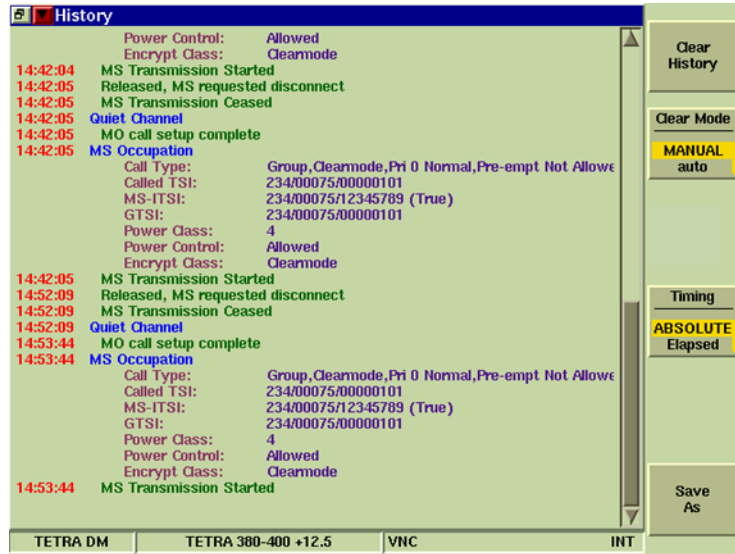 History
Power Control: Allowed
Encrypt Class: Clearmode
14:42:04 MS Transmission Started
14:42:05 Released, MS requested disconnect
14:42:05 MS Transmission Ceased
14:42:05 Quiet Channel
14:42:05 MO call setup complete
14:42:05 MS Occupation
Call Type: Group,Clearmode,Pri 0 Normal,Pre-empt Not Allowe
Called TSI: 234/00075/00000101
MS-ITSI: 234/00075/12345789 (True)
GTSI: 234/00075/00000101
Power Class: 4
Power Control: Allowed
Encrypt Class: Clearmode
14:42:05 MS Transmission Started
14:52:09 Released, MS requested disconnect
14:52:09 MS Transmission Ceased
14:52:09 Quiet Channel
14:53:44 MO call setup complete
14:53:44 MS Occupation
Call Type: Group,Clearmode,Pri 0 Normal,Pre-empt Not Allowe
Called TSI: 234/00075/00000101
MS-ITSI: 234/00075/12345789 (True)
GTSI: 234/00075/00000101
Power Class: 4
Power Control: Allowed
Encrypt Class: Clearmode
14:53:44 MS Transmission Started
TETRA DM TETRA 380-400 +12.5 VNC INT
Clear
History
Clear Mode
MANUAL
auto
Timing
ABSOLUTE
Elapsed
Save
As